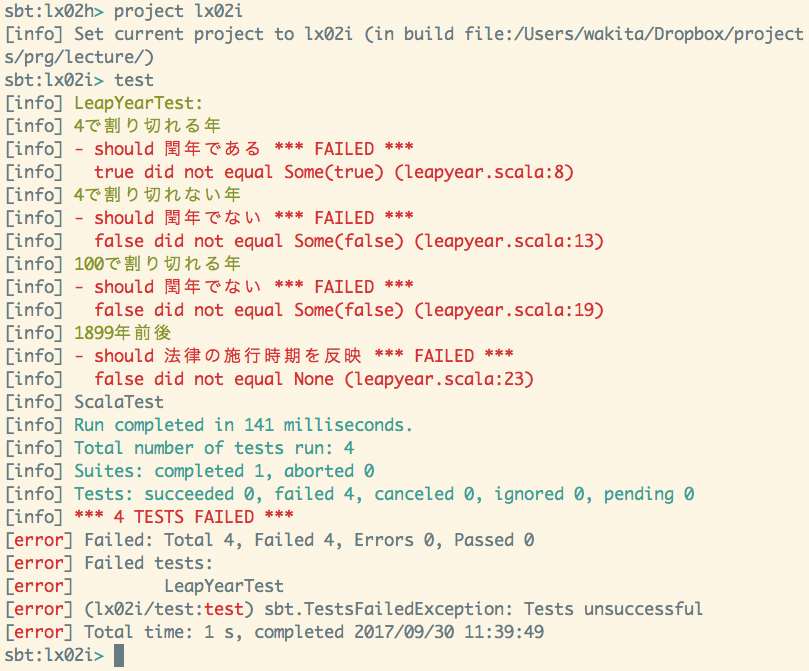 sbt:lx02h> project lx02i
[info] Set current project to lx02i (in build file:/Users/wakita/Dropbox/project
s/prg/lecture/)
sbt:lx02i> test
[info] LeapYearTest:
[info] 4で割り切れる年
[info] - should 閏年である *** FAILED ***
[info]   true did not equal Some(true) (leapyear.scala:8)
[info] 4で割り切れない年
[info] - should 閏年でない *** FAILED ***
[info]   false did not equal Some(false) (leapyear.scala:13)
[info] 100で割り切れる年
[info] - should 閏年でない *** FAILED ***
[info]   false did not equal Some(false) (leapyear.scala:19)
[info] 1899年前後
[info] - should 法律の施行時期を反映 *** FAILED ***
[info]   false did not equal None (leapyear.scala:23)
[info] ScalaTest
[info] Run completed in 141 milliseconds.
[info] Total number of tests run: 4
[info] Suites: completed 1, aborted 0
[info] Tests: succeeded 0, failed 4, canceled 0, ignored 0, pending 0
[info] *** 4 TESTS FAILED ***
[error] Failed: Total 4, Failed 4, Errors 0, Passed 0
[error] Failed tests:
[error]         LeapYearTest
[error] (lx02i/test:test) sbt.TestsFailedException: Tests unsuccessful
[error] Total time: 1 s, completed 2017/09/30 11:39:49
sbt:lx02i>